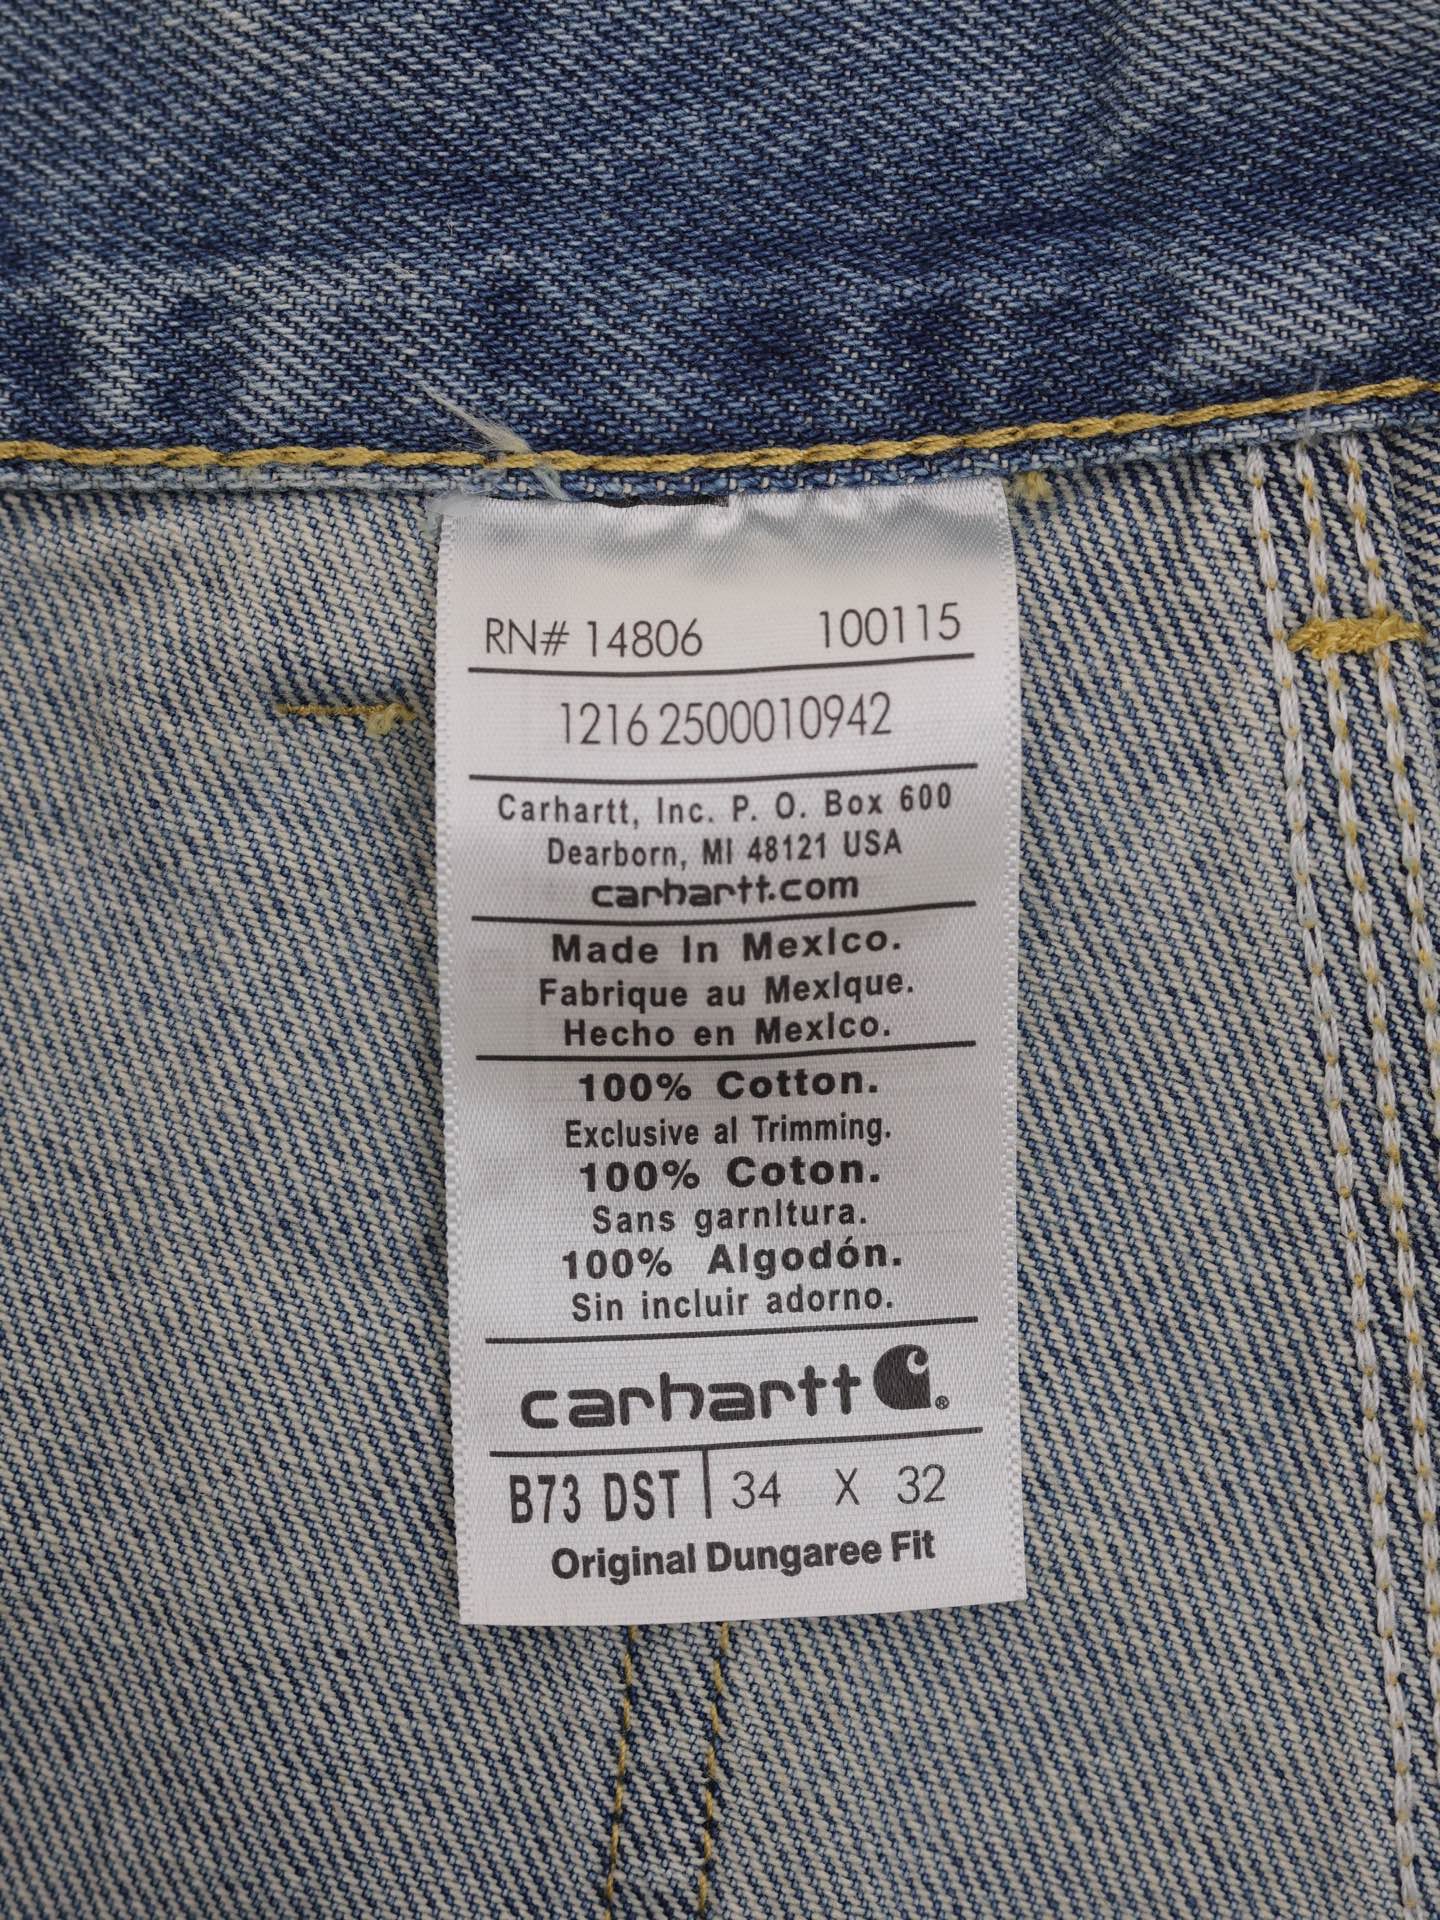 RN# 14806 100115
1216 2500010942
Carhartt, Inc. P. O. Box 600
Dearborn, MI 48121 USA
carhartt.com
Made In MexIco.
Fabrique au MexIque.
Hecho en MexIco.
100% Cotton.
Exclusive al Trimming.
100% Coton.
Sans garnIture.
100% Algodón.
Sin incluir adorno.
carhartt ®
B73 DST 34 X 32
Original Dungaree Fit